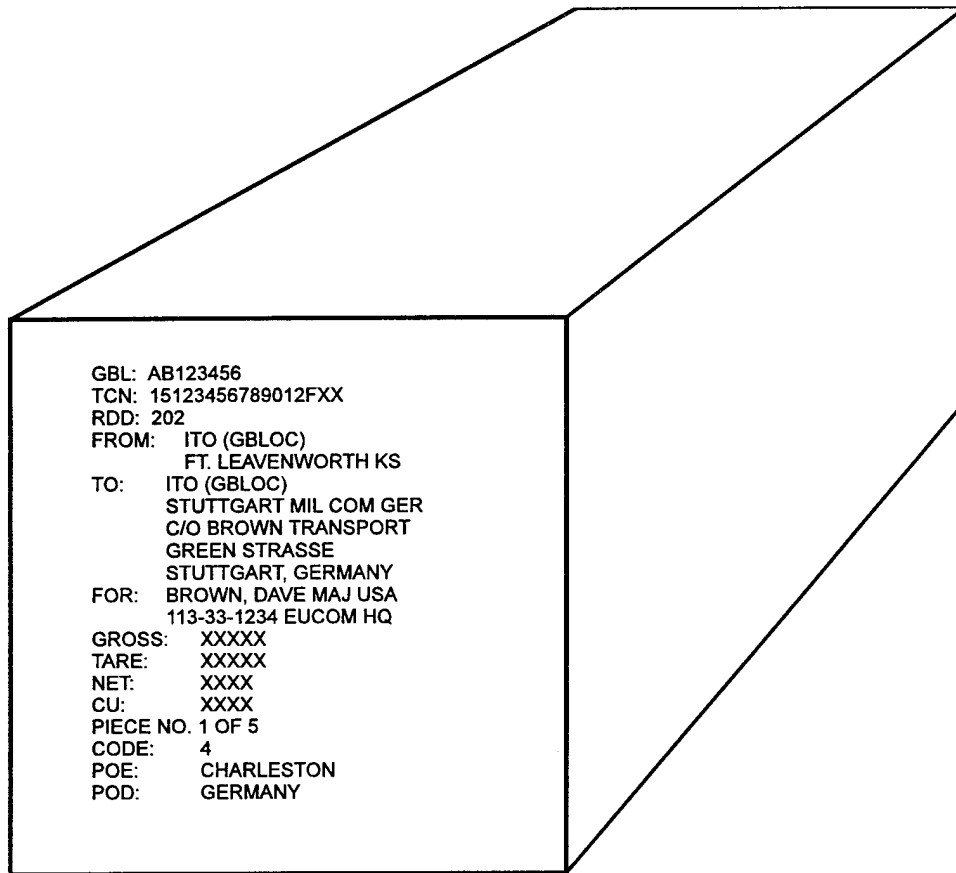 GBL: AB123456
TCN: 15123456789012FXX
RDD: 202
FROM: ITO (GBLOC)
FT. LEAVENWORTH KS
TO: ITO (GBLOC)
STUTTGART MIL COM GER
C/O BROWN TRANSPORT
GREEN STRASSE
STUTTGART, GERMANY
FOR: BROWN, DAVE MAJ USA
113-33-1234 EUCOM HQ
GROSS: XXXXX
TARE: XXXXX
NET: XXXX
CU: XXXX
PIECE NO. 1 OF 5
CODE: 4
POE: CHARLESTON
POD: GERMANY